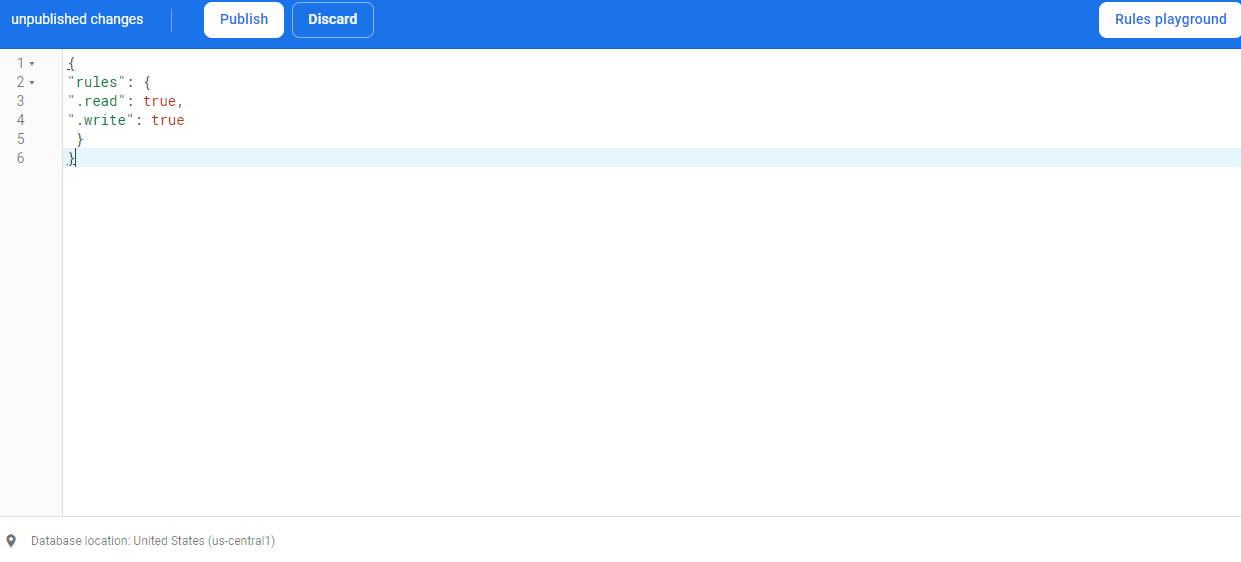 unpublished changes Publish Discard Rules playground
1 {
2 "rules": {
3 ".read": true,
4 ".write": true
5 }
6 }
Database location: United States (us-central1)